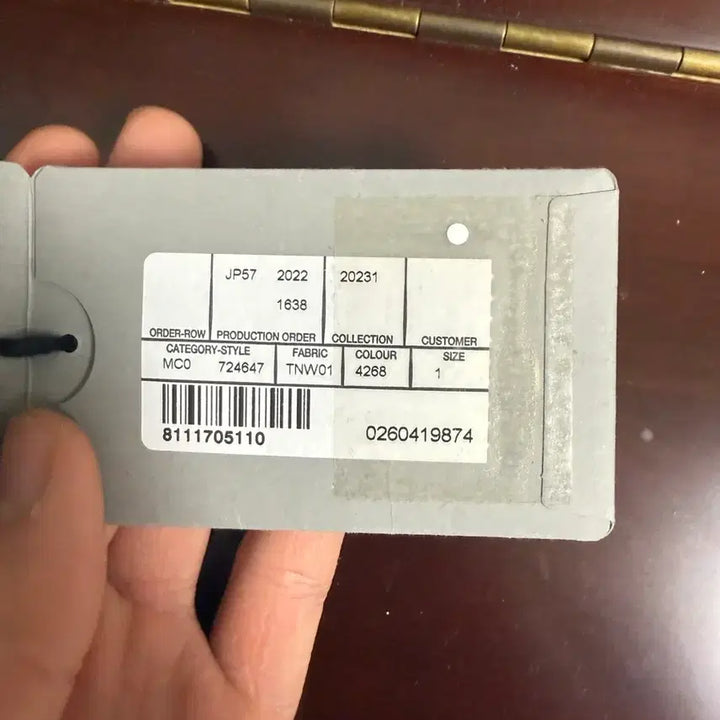 JP57 2022 20231
1638
ORDER-ROW PRODUCTION ORDER COLLECTION CUSTOMER
CATEGORY-STYLE FABRIC COLOUR SIZE
MC0 724647 TNW01 4268 1
8111705110 0260419874